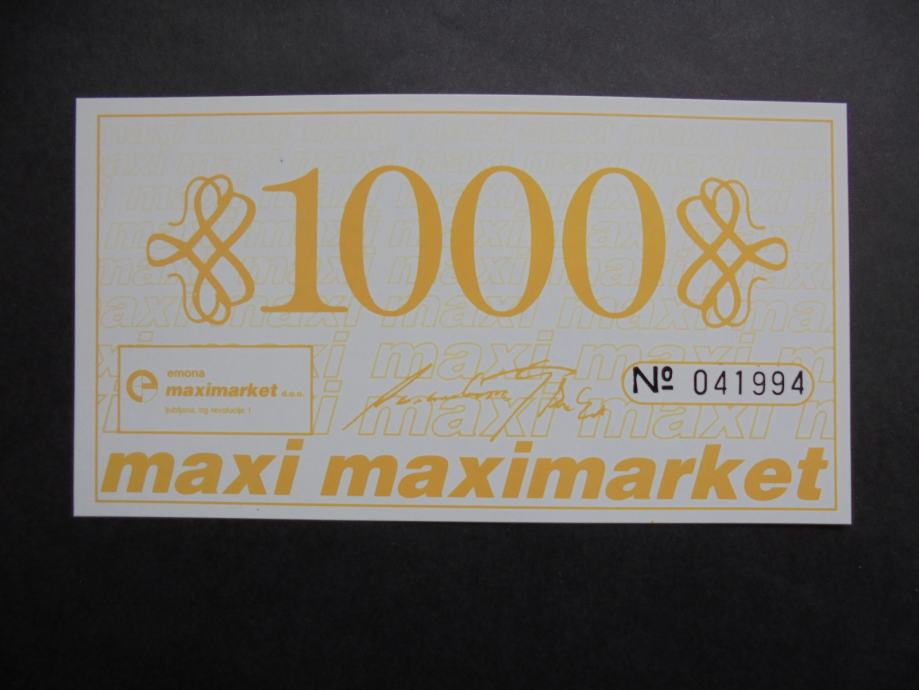 1000
emona
maximarket d.o.o.
ljubljana, trg revolucije 1
Nº 041994
maxi maximarket